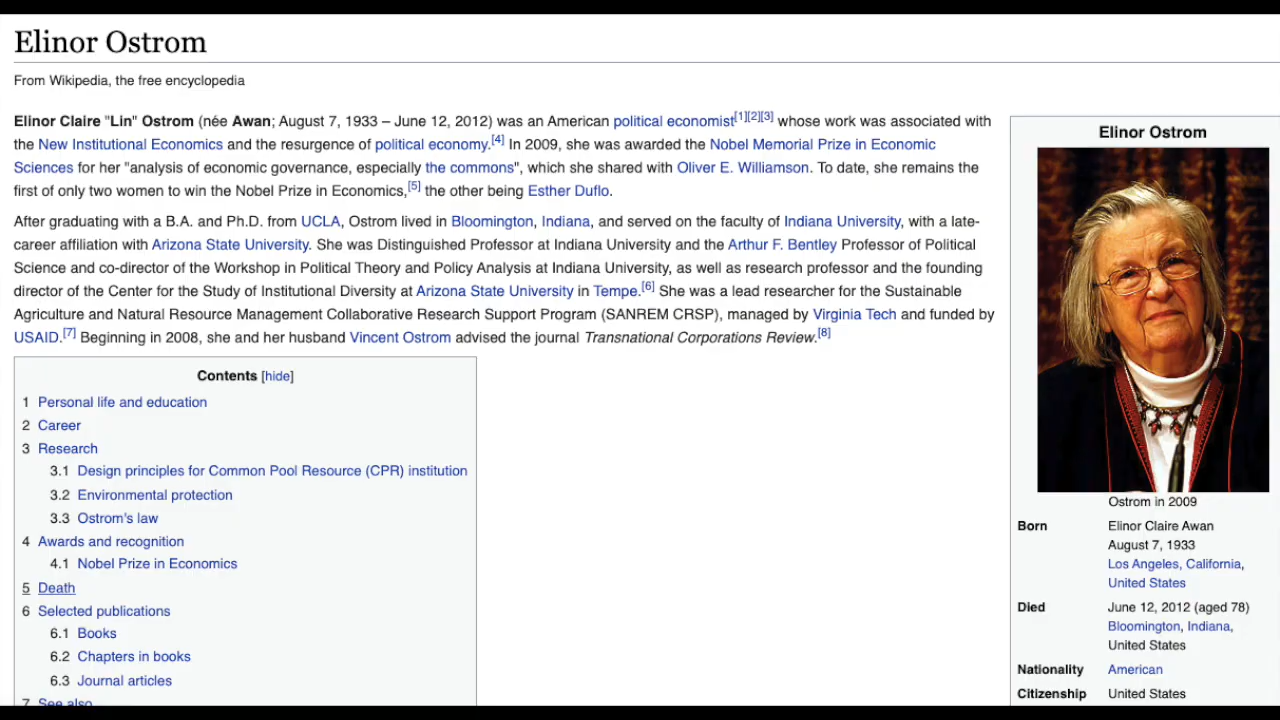 Elinor Ostrom
From Wikipedia, the free encyclopedia
Elinor Claire "Lin" Ostrom (née Awan; August 7, 1933 – June 12, 2012) was an American political economist[1][2][3] whose work was associated with
the New Institutional Economics and the resurgence of political economy.[4] In 2009, she was awarded the Nobel Memorial Prize in Economic
Sciences for her "analysis of economic governance, especially the commons", which she shared with Oliver E. Williamson. To date, she remains the
first of only two women to win the Nobel Prize in Economics,[5] the other being Esther Duflo.
After graduating with a B.A. and Ph.D. from UCLA, Ostrom lived in Bloomington, Indiana, and served on the faculty of Indiana University, with a late-
career affiliation with Arizona State University. She was Distinguished Professor at Indiana University and the Arthur F. Bentley Professor of Political
Science and co-director of the Workshop in Political Theory and Policy Analysis at Indiana University, as well as research professor and the founding
director of the Center for the Study of Institutional Diversity at Arizona State University in Tempe.[6] She was a lead researcher for the Sustainable
Agriculture and Natural Resource Management Collaborative Research Support Program (SANREM CRSP), managed by Virginia Tech and funded by
USAID.[7] Beginning in 2008, she and her husband Vincent Ostrom advised the journal Transnational Corporations Review.[8]
Contents [hide]
1 Personal life and education
2 Career
3 Research
3.1 Design principles for Common Pool Resource (CPR) institution
3.2 Environmental protection
3.3 Ostrom's law
4 Awards and recognition
4.1 Nobel Prize in Economics
5 Death
6 Selected publications
6.1 Books
6.2 Chapters in books
6.3 Journal articles
7 See also
Elinor Ostrom
Ostrom in 2009
Born Elinor Claire Awan
August 7, 1933
Los Angeles, California,
United States
Died June 12, 2012 (aged 78)
Bloomington, Indiana,
United States
Nationality American
Citizenship United States